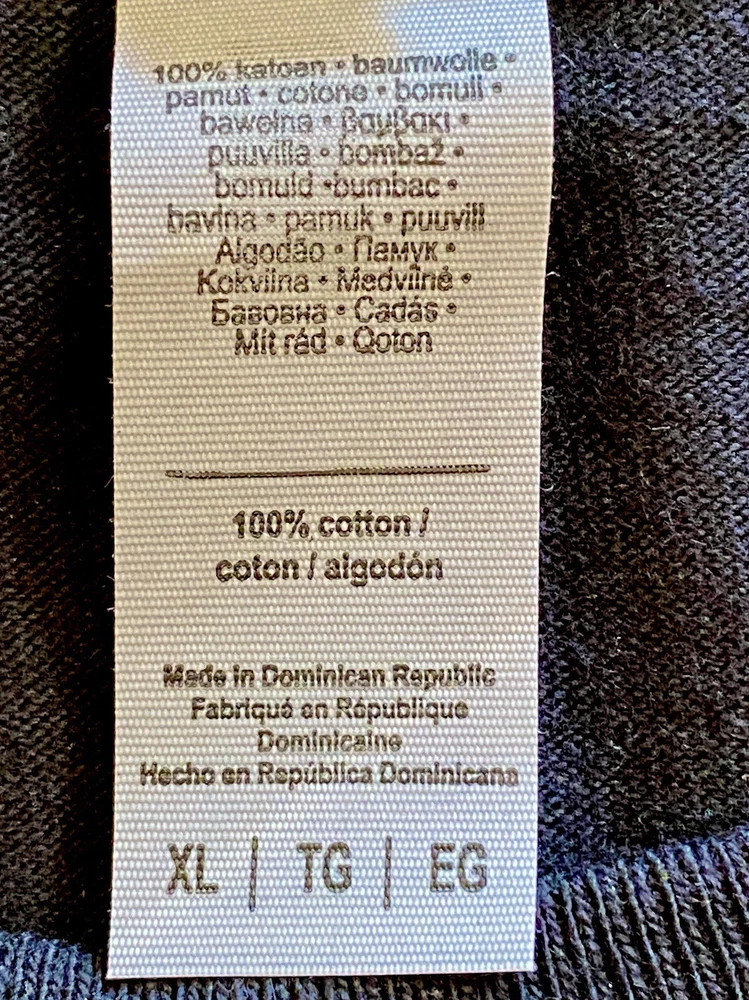 100% katoen • baumwolle •
pamut • cotone • bomull •
bawełna • βαμβακι •
puuvilla • bombaž •
bomuld •bumbac •
bavlna • pamuk • puuvill
Algodão • Памук •
Kokvilna • Medvilnė •
Бавовна • Cadás •
Mit rád • Qoton
100% cotton /
coton / algodón
Made in Dominican Republic
Fabriqué en République
Dominicaine
Hecho en República Dominicana
XL | TG | EG